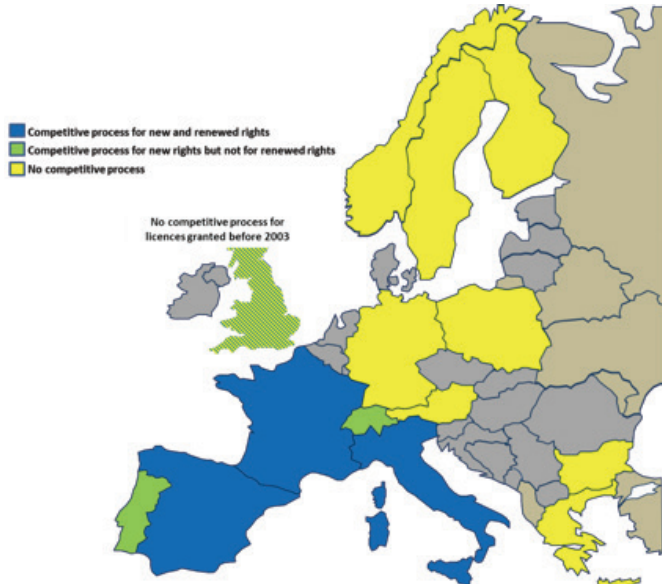 Competitive process for new and renewed rights
Competitive process for new rights but not for renewed rights
No competitive process
No competitive process for
licences granted before 2003